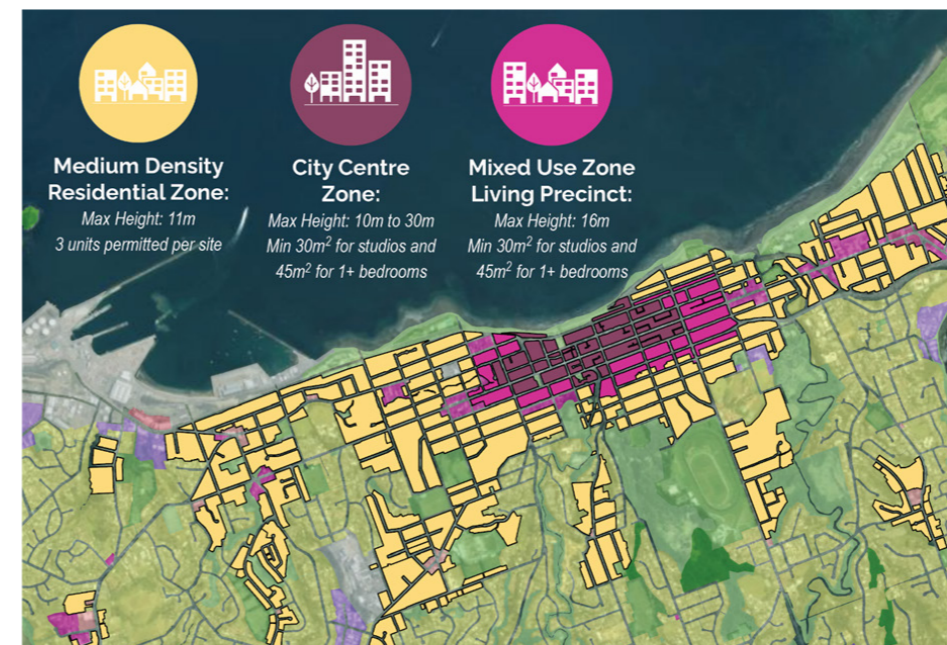 Medium Density
Residential Zone:
Max Height: 11m
3 units permitted per site
City Centre
Zone:
Max Height: 10m to 30m
Min 30m² for studios and
45m² for 1+ bedrooms
Mixed Use Zone
Living Precinct:
Max Height: 16m
Min 30m² for studios and
45m² for 1+ bedrooms